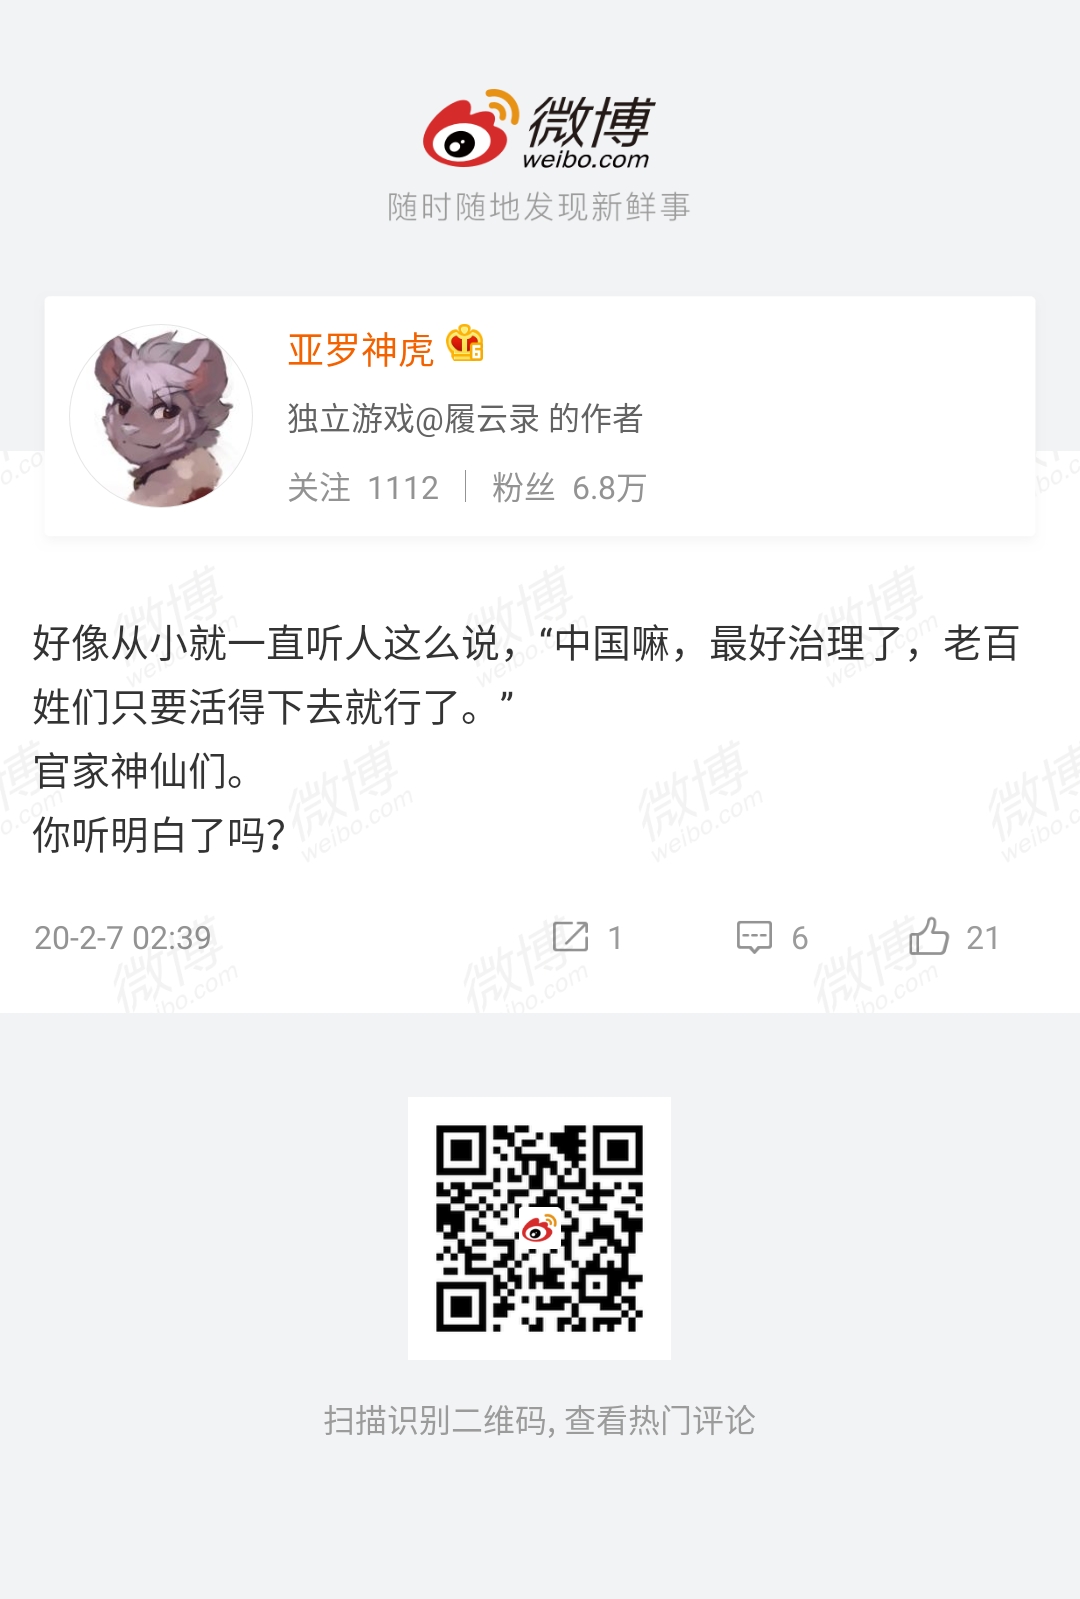 微博
weibo.com
随时随地发现新鲜事
亚罗神虎
6
独立游戏@履云录 的作者
关注 1112 | 粉丝 6.8万
好像从小就一直听人这么说，“中国嘛，最好治理了，老百
姓们只要活得下去就行了。”
官家神仙们。
你听明白了吗？
20-2-7 02:39 1 6 21
扫描识别二维码, 查看热门评论